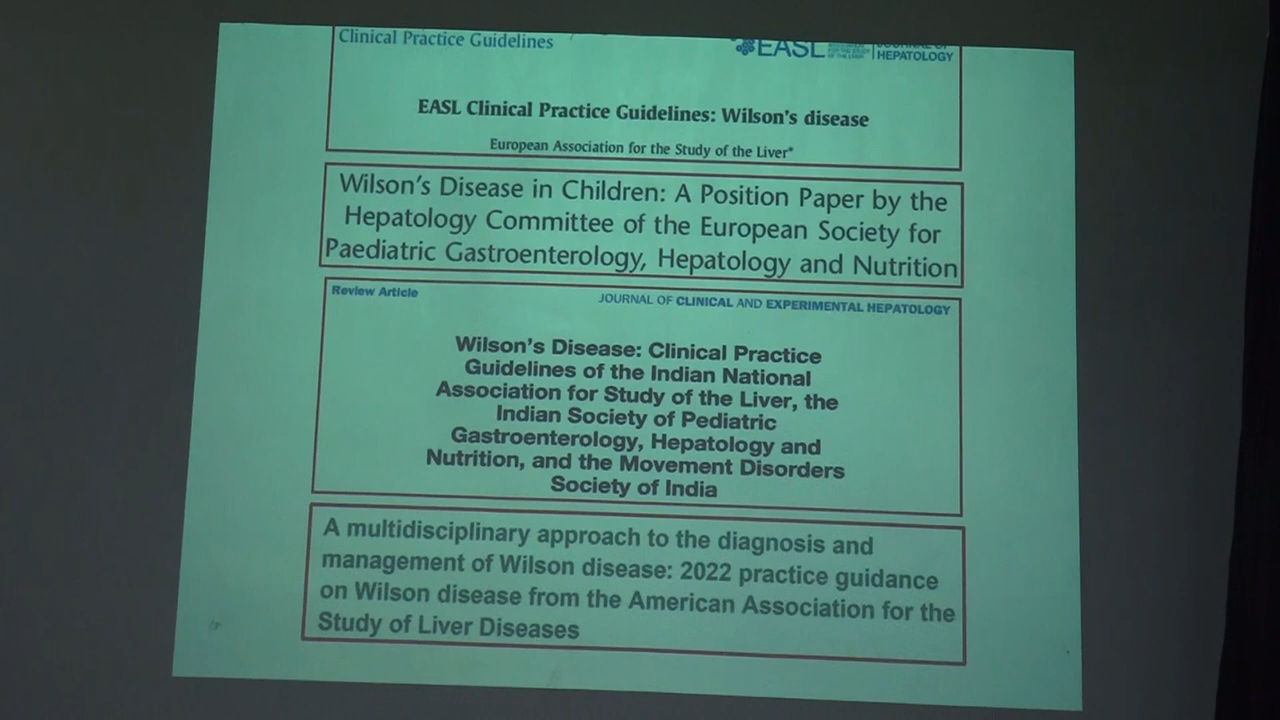 Clinical Practice Guidelines
EASL
JOURNAL OF
HEPATOLOGY
EASL Clinical Practice Guidelines: Wilson's disease
European Association for the Study of the Liver*
Wilson's Disease in Children: A Position Paper by the
Hepatology Committee of the European Society for
Paediatric Gastroenterology, Hepatology and Nutrition
Review Article
JOURNAL OF CLINICAL AND EXPERIMENTAL HEPATOLOGY
Wilson's Disease: Clinical Practice
Guidelines of the Indian National
Association for Study of the Liver, the
Indian Society of Pediatric
Gastroenterology, Hepatology and
Nutrition, and the Movement Disorders
Society of India
A multidisciplinary approach to the diagnosis and
management of Wilson disease: 2022 practice guidance
on Wilson disease from the American Association for the
Study of Liver Diseases